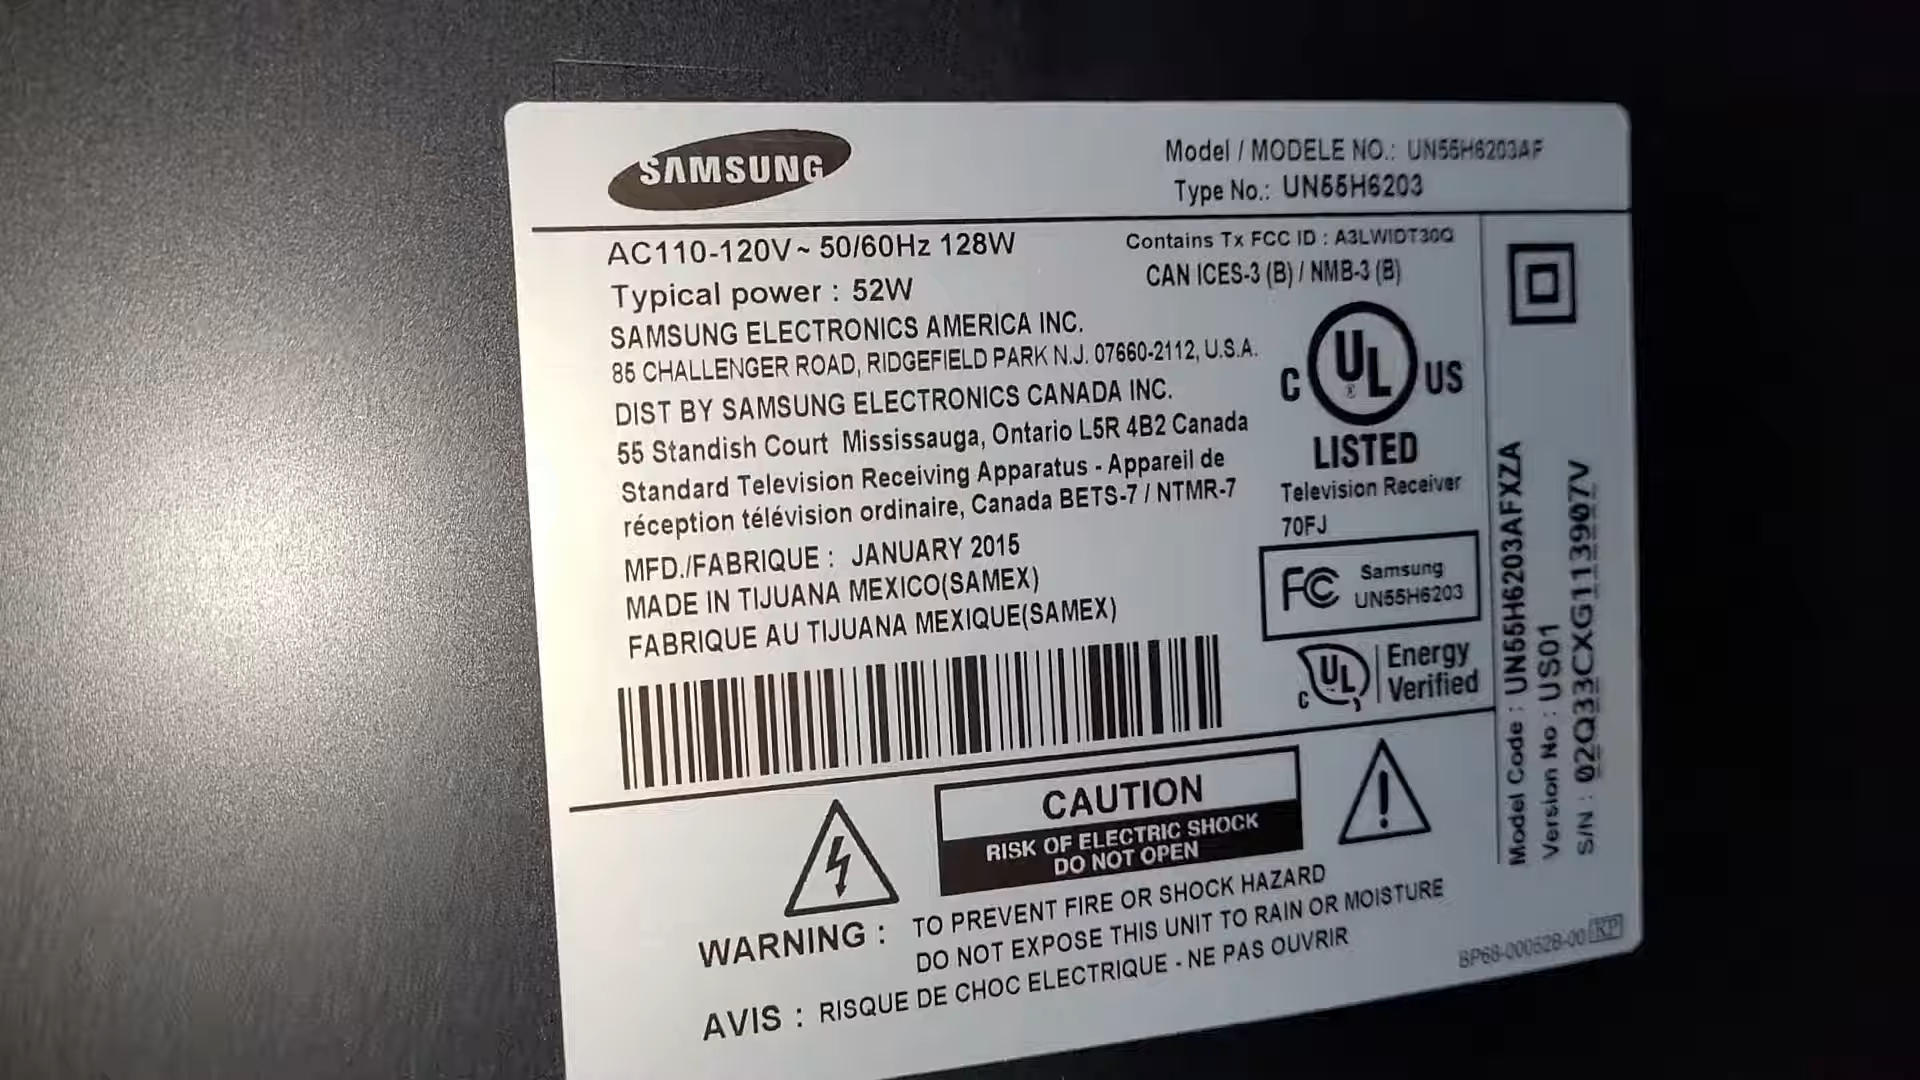 SAMSUNG
Model / MODELE NO.: UN55H6203AF
Type No.: UN55H6203
AC110-120V~ 50/60Hz 128W
Typical power : 52W
SAMSUNG ELECTRONICS AMERICA INC.
85 CHALLENGER ROAD, RIDGEFIELD PARK N.J. 07660-2112, U.S.A.
DIST BY SAMSUNG ELECTRONICS CANADA INC.
55 Standish Court Mississauga, Ontario L5R 4B2 Canada
Standard Television Receiving Apparatus - Appareil de
réception télévision ordinaire, Canada BETS-7 / NTMR-7
MFD./FABRIQUE : JANUARY 2015
MADE IN TIJUANA MEXICO(SAMEX)
FABRIQUE AU TIJUANA MEXIQUE(SAMEX)
Contains Tx FCC ID : A3LWIDT30Q
CAN ICES-3 (B) / NMB-3 (B)
C UL US
®
LISTED
Television Receiver
70FJ
FC Samsung
UN55H6203
C UL Energy
Verified
Model Code : UN55H6203AFXZA
Version No : US01
S/N : 02Q33CXG113907V
CAUTION
RISK OF ELECTRIC SHOCK
DO NOT OPEN
WARNING : TO PREVENT FIRE OR SHOCK HAZARD
DO NOT EXPOSE THIS UNIT TO RAIN OR MOISTURE
AVIS : RISQUE DE CHOC ELECTRIQUE - NE PAS OUVRIR
BP68-00052B-00 KP